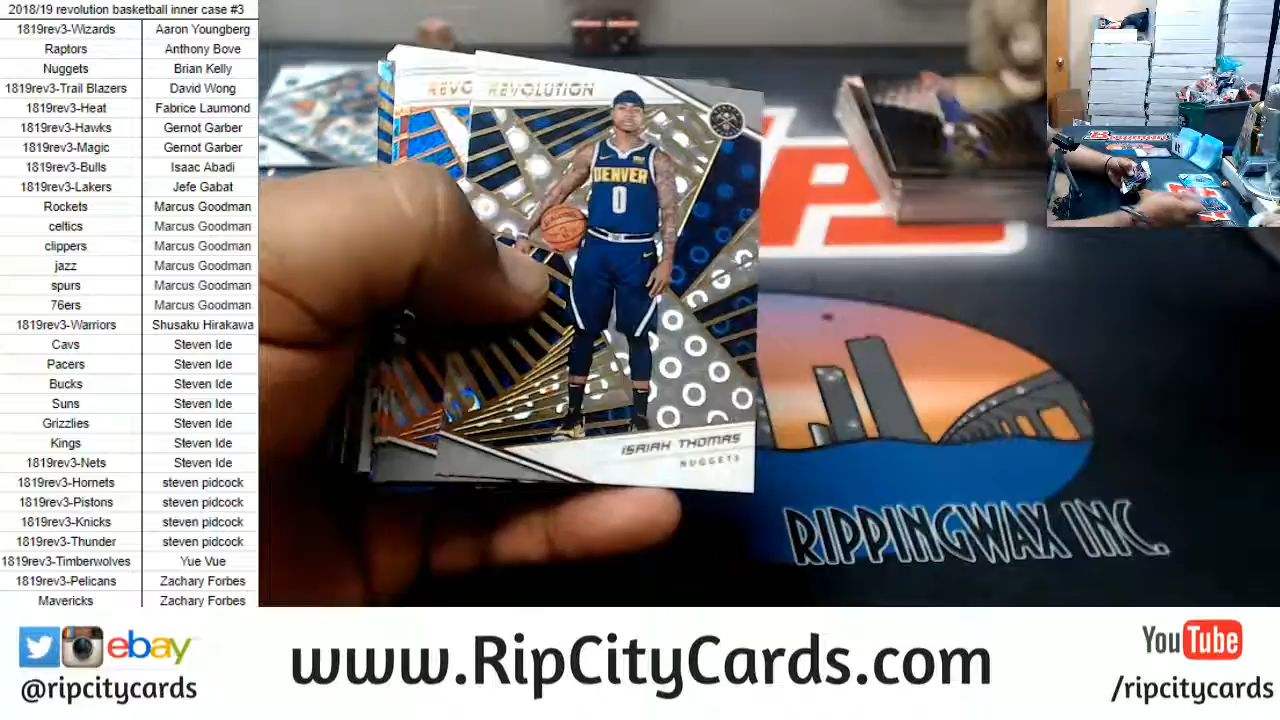 2018/19 revolution basketball inner case #3
1819rev3-Wizards Aaron Youngberg
Raptors Anthony Bove
Nuggets Brian Kelly
1819rev3-Trail Blazers David Wong
1819rev3-Heat Fabrice Laumond
1819rev3-Hawks Gernot Garber
1819rev3-Magic Gernot Garber
1819rev3-Bulls Isaac Abadi
1819rev3-Lakers Jefe Gabat
Rockets Marcus Goodman
celtics Marcus Goodman
clippers Marcus Goodman
jazz Marcus Goodman
spurs Marcus Goodman
76ers Marcus Goodman
1819rev3-Warriors Shusaku Hirakawa
Cavs Steven Ide
Pacers Steven Ide
Bucks Steven Ide
Suns Steven Ide
Grizzlies Steven Ide
Kings Steven Ide
1819rev3-Nets Steven Ide
1819rev3-Hornets steven pidcock
1819rev3-Pistons steven pidcock
1819rev3-Knicks steven pidcock
1819rev3-Thunder steven pidcock
1819rev3-Timberwolves Yue Vue
1819rev3-Pelicans Zachary Forbes
Mavericks Zachary Forbes
REVO
REVOLUTION
DENVER
0
ISAIAH THOMAS
NUGGETS
RIPPINGWAX INC.
ebay
@ripcitycards
www.RipCityCards.com
YouTube
/ripcitycards